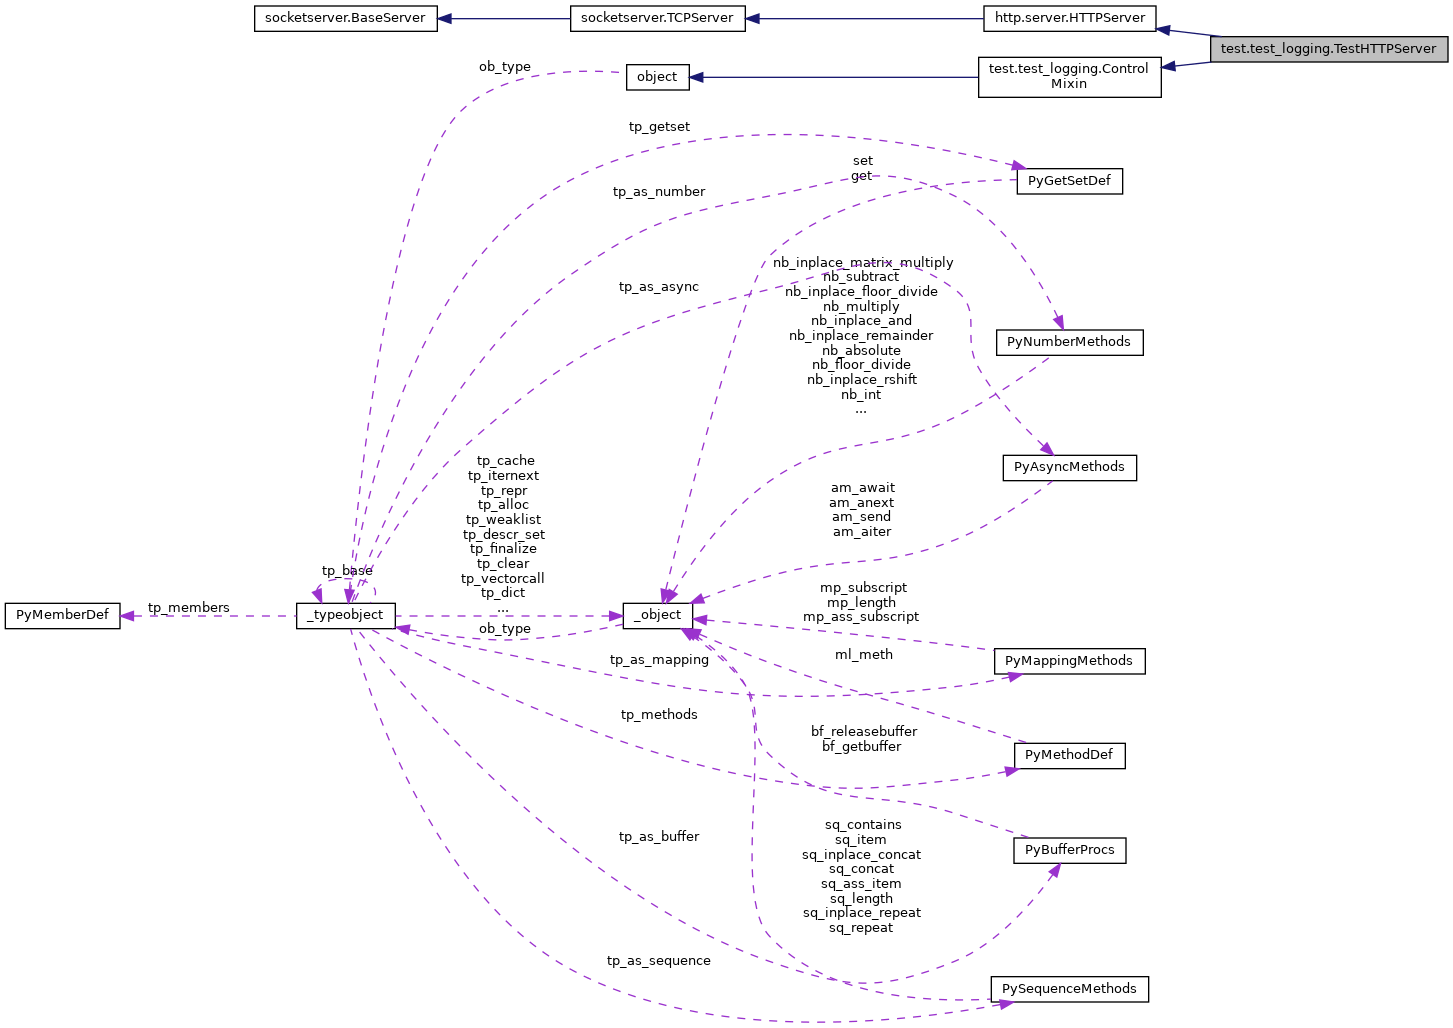 socketserver.BaseServer
socketserver.TCPServer
http.server.HTTPServer
test.test_logging.TestHTTPServer
ob_type
object
test.test_logging.Control
Mixin
tp_getset
set
get
PyGetSetDef
tp_as_number
nb_inplace_matrix_multiply
nb_subtract
nb_inplace_floor_divide
nb_multiply
nb_inplace_and
nb_inplace_remainder
nb_absolute
nb_floor_divide
nb_inplace_rshift
nb_int
...
tp_as_async
PyNumberMethods
PyAsyncMethods
tp_cache
tp_iternext
tp_repr
tp_alloc
tp_weaklist
tp_descr_set
tp_finalize
tp_clear
tp_vectorcall
tp_dict
...
am_await
am_anext
am_send
am_aiter
tp_base
PyMemberDef
tp_members
_typeobject
_object
ob_type
mp_subscript
mp_length
mp_ass_subscript
tp_as_mapping
ml_meth
PyMappingMethods
tp_methods
bf_releasebuffer
bf_getbuffer
PyMethodDef
tp_as_buffer
sq_contains
sq_item
sq_inplace_concat
sq_concat
sq_ass_item
sq_length
sq_inplace_repeat
sq_repeat
PyBufferProcs
tp_as_sequence
PySequenceMethods